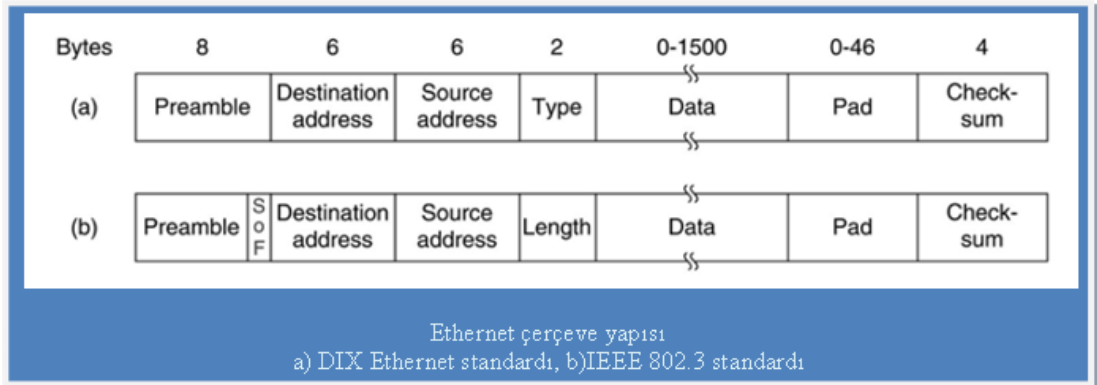 Bytes 8 6 6 2 0-1500 0-46 4
(a) Preamble Destination address Source address Type Data Pad Check-sum
(b) Preamble SoF Destination address Source address Length Data Pad Check-sum
Ethernet çerçeve yapısı
a) DIX Ethernet standardı, b)IEEE 802.3 standardı